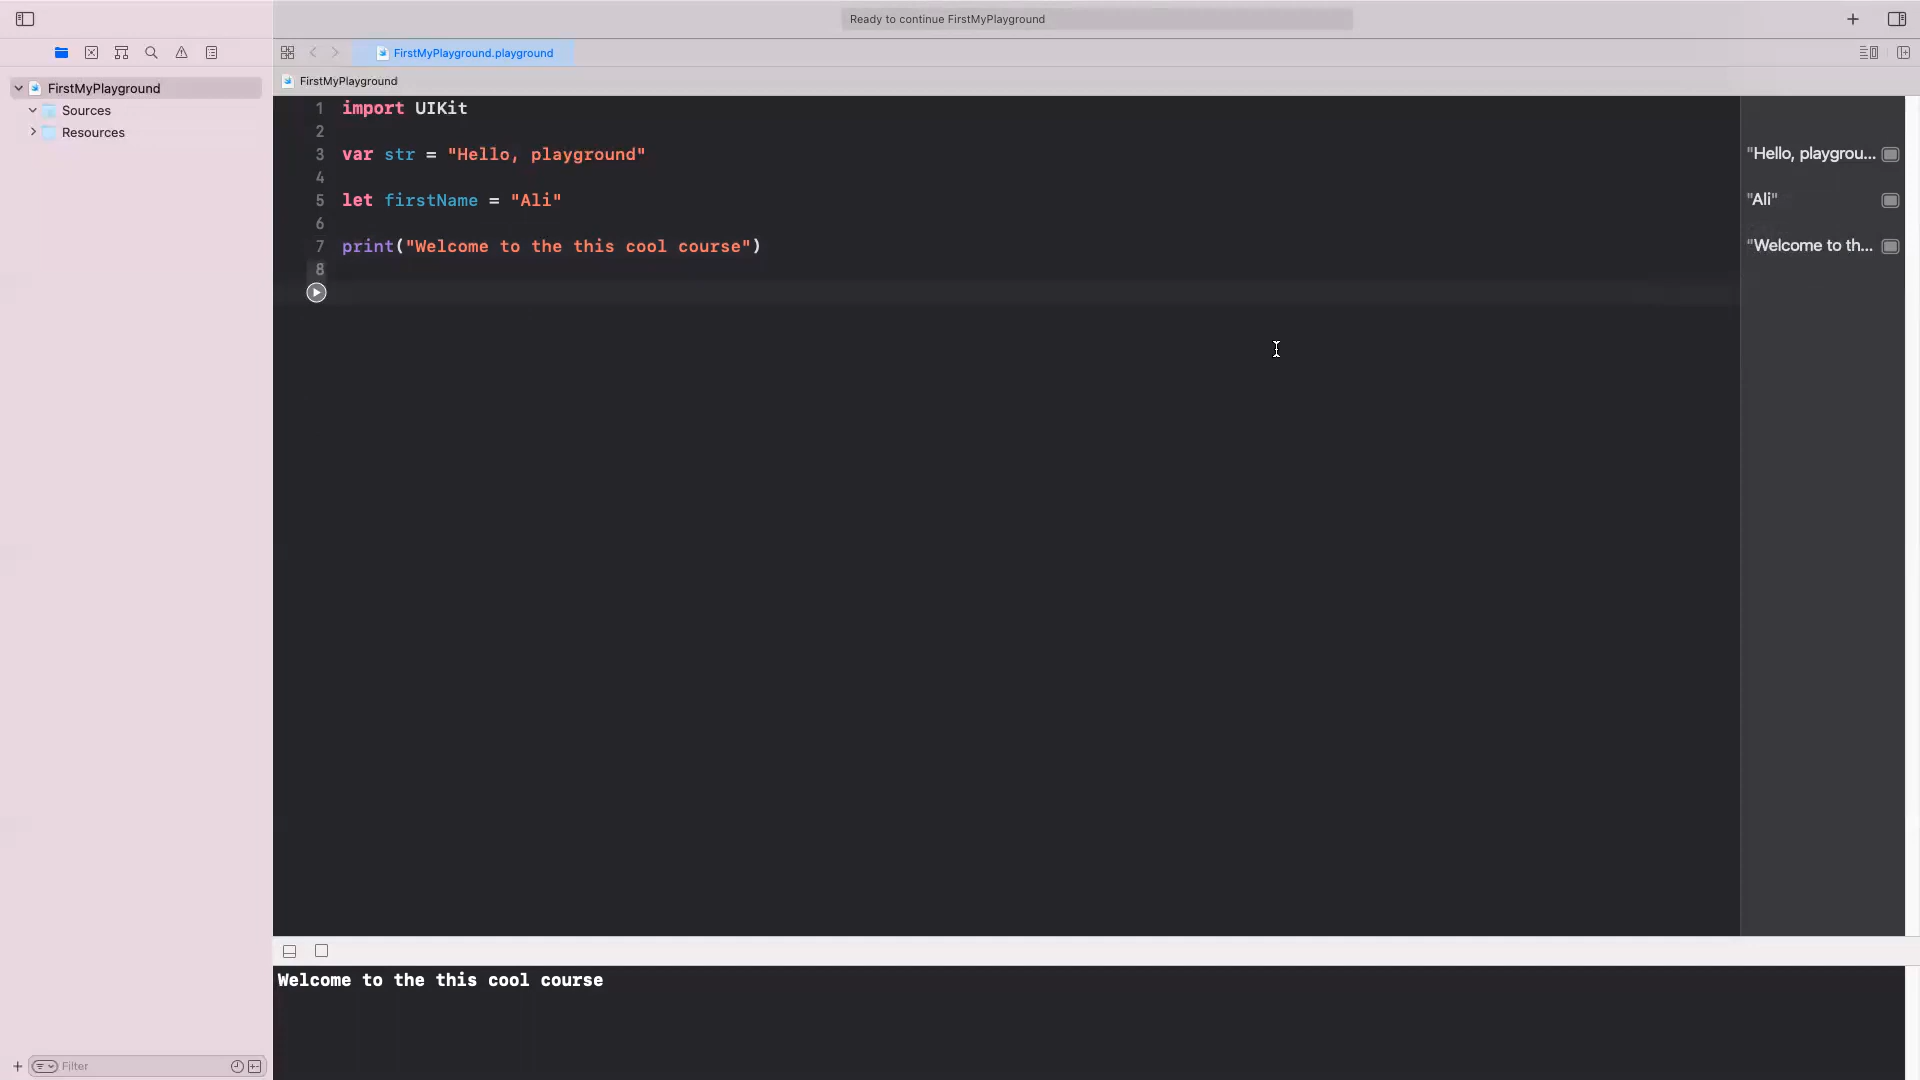 Ready to continue FirstMyPlayground
FirstMyPlayground.playground
FirstMyPlayground
FirstMyPlayground
Sources
Resources
1 import UIKit
2
3 var str = "Hello, playground"
4
5 let firstName = "Ali"
6
7 print("Welcome to the this cool course")
8
"Hello, playgrou...
"Ali"
"Welcome to th...
Welcome to the this cool course
Filter